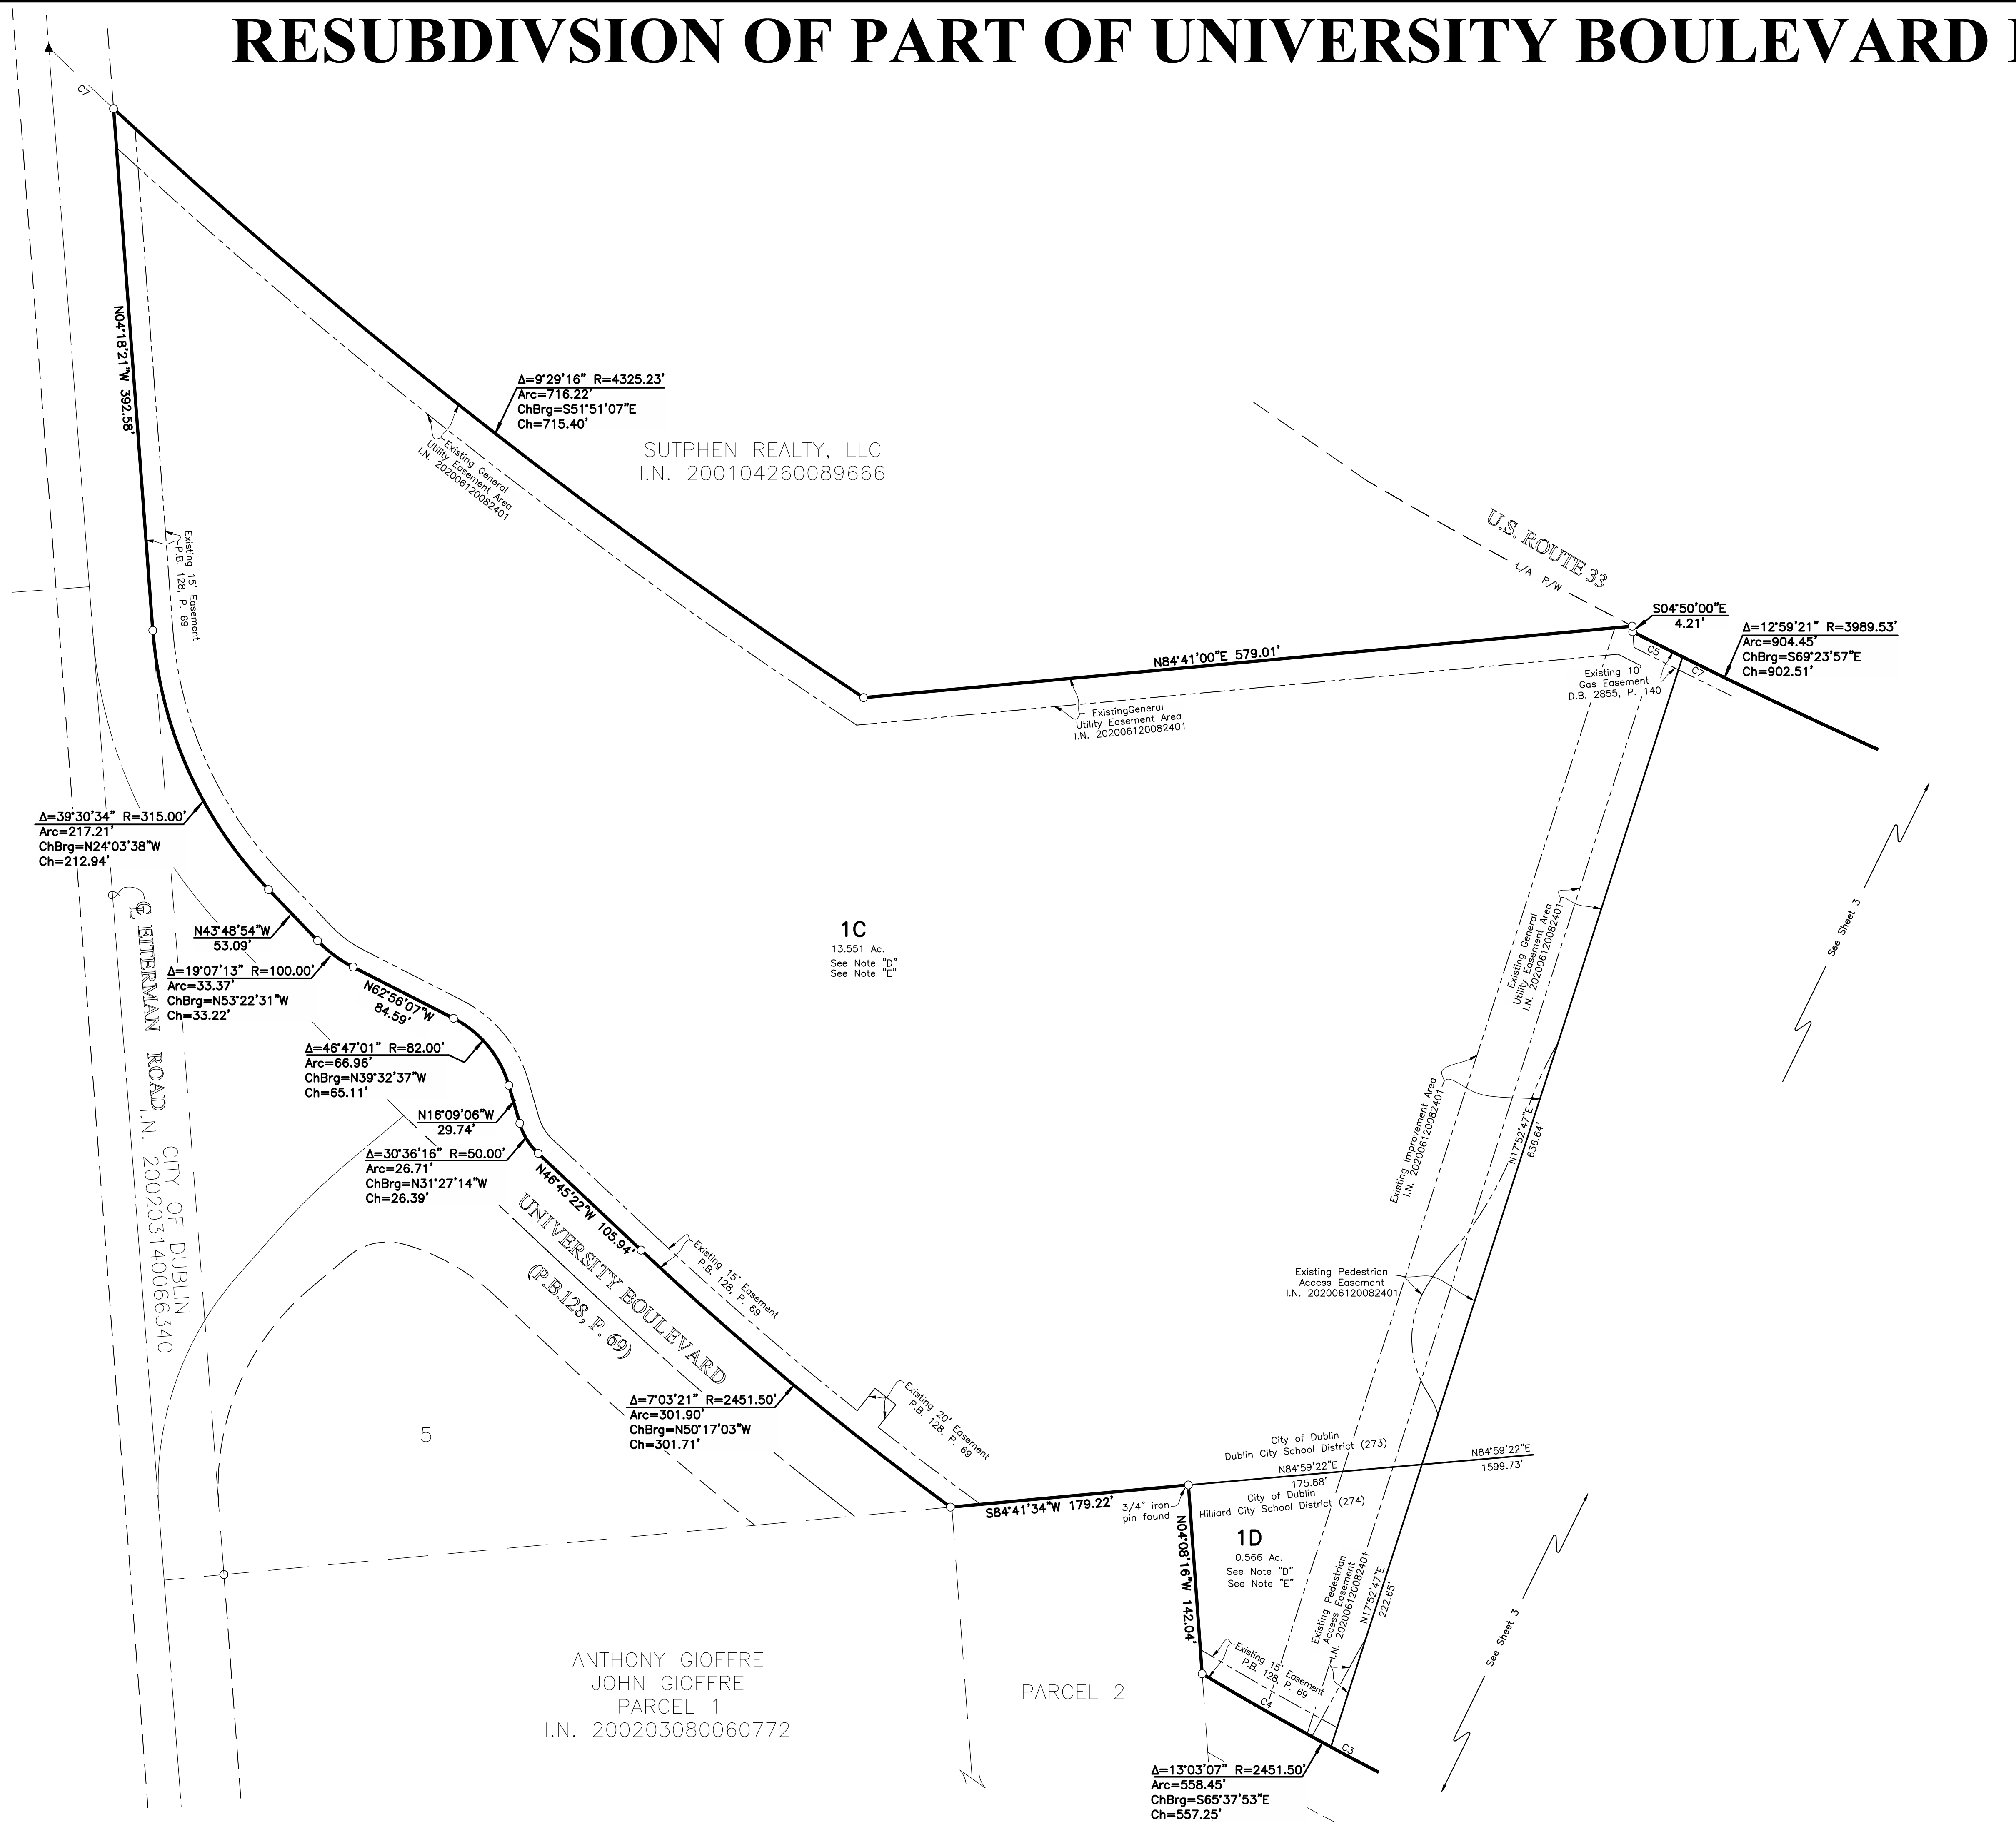 RESUBDIVSION OF PART OF UNIVERSITY BOULEVARD
C7
N04°18'21"W 392.58'
Δ=9°29'16" R=4325.23'
Arc=716.22'
ChBrg=S51°51'07"E
Ch=715.40'
Existing General
Utility Easement Area
I.N. 202006120082401
SUTPHEN REALTY, LLC
I.N. 200104260089666
U.S. ROUTE 33
L/A R/W
S04°50'00"E
4.21'
Δ=12°59'21" R=3989.53'
Arc=904.45'
ChBrg=S69°23'57"E
Ch=902.51'
C5
C7
Existing 10'
Gas Easement
D.B. 2855, P. 140
N84°41'00"E 579.01'
ExistingGeneral
Utility Easement Area
I.N. 202006120082401
Existing 15' Easement
P.B. 128, P. 69
Δ=39°30'34" R=315.00'
Arc=217.21'
ChBrg=N24°03'38"W
Ch=212.94'
℄ EITERMAN ROAD
CITY OF DUBLIN
I.N. 200203140066340
N43°48'54"W
53.09'
Δ=19°07'13" R=100.00'
Arc=33.37'
ChBrg=N53°22'31"W
Ch=33.22'
N62°56'07"W
84.59'
Δ=46°47'01" R=82.00'
Arc=66.96'
ChBrg=N39°32'37"W
Ch=65.11'
N16°09'06"W
29.74'
Δ=30°36'16" R=50.00'
Arc=26.71'
ChBrg=N31°27'14"W
Ch=26.39'
N46°45'22"W 105.94'
1C
13.551 Ac.
See Note "D"
See Note "E"
Existing General
Utility Easement Area
I.N. 202006120082401
See Sheet 3
Existing Improvement Area
I.N. 202006120082401
N17°52'47"E
636.64'
Existing Pedestrian
Access Easement
I.N. 202006120082401
UNIVERSITY BOULEVARD
(P.B.128, P. 69)
Existing 15' Easement
P.B. 128, P. 69
Δ=7°03'21" R=2451.50'
Arc=301.90'
ChBrg=N50°17'03"W
Ch=301.71'
Existing 20' Easement
P.B. 128, P. 69
5
City of Dublin
Dublin City School District (273)
N84°59'22"E
175.88'
N84°59'22"E
1599.73'
City of Dublin
Hilliard City School District (274)
S84°41'34"W 179.22'
3/4" iron
pin found
N04°08'16"W 142.04'
1D
0.566 Ac.
See Note "D"
See Note "E"
Existing Pedestrian
Access Easement
I.N. 202006120082401
N17°52'47"E
222.65'
See Sheet 3
Existing 15' Easement
P.B. 128, P. 69
C4
C3
ANTHONY GIOFFRE
JOHN GIOFFRE
PARCEL 1
I.N. 200203080060772
PARCEL 2
Δ=13°03'07" R=2451.50'
Arc=558.45'
ChBrg=S65°37'53"E
Ch=557.25'